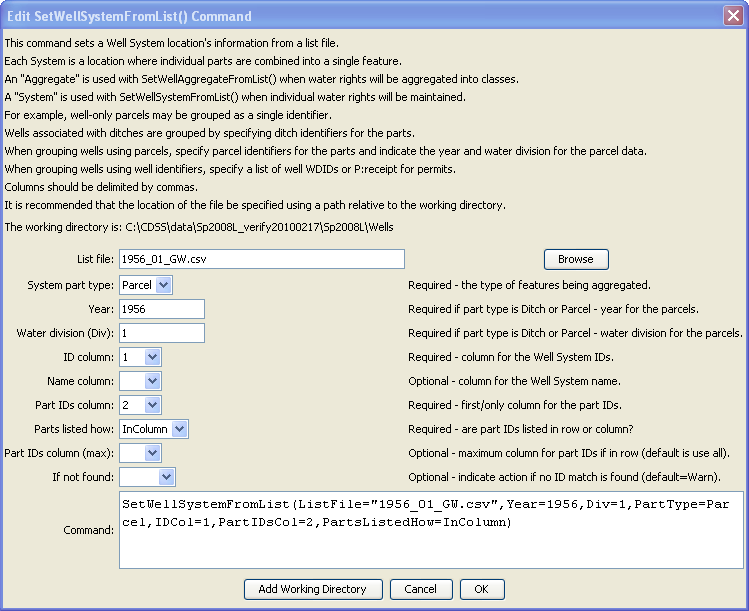 Edit SetWellSystemFromList() Command
This command sets a Well System location's information from a list file.
Each System is a location where individual parts are combined into a single feature.
An "Aggregate" is used with SetWellAggregateFromList() when water rights will be aggregated into classes.
A "System" is used with SetWellSystemFromList() when individual water rights will be maintained.
For example, well-only parcels may be grouped as a single identifier.
Wells associated with ditches are grouped by specifying ditch identifiers for the parts.
When grouping wells using parcels, specify parcel identifiers for the parts and indicate the year and water division for the parcel data.
When grouping wells using well identifiers, specify a list of well WDIDs or P:receipt for permits.
Columns should be delimited by commas.
It is recommended that the location of the file be specified using a path relative to the working directory.
The working directory is: C:\CDSS\data\Sp2008L_verify20100217\Sp2008L\Wells
List file: 1956_01_GW.csv Browse
System part type: Parcel Required - the type of features being aggregated.
Year: 1956 Required if part type is Ditch or Parcel - year for the parcels.
Water division (Div): 1 Required if part type is Ditch or Parcel - water division for the parcels.
ID column: 1 Required - column for the Well System IDs.
Name column: Optional - column for the Well System name.
Part IDs column: 2 Required - first/only column for the part IDs.
Parts listed how: InColumn Required - are part IDs listed in row or column?
Part IDs column (max): Optional - maximum column for part IDs if in row (default is use all).
If not found: Optional - indicate action if no ID match is found (default=Warn).
Command: SetWellSystemFromList(ListFile="1956_01_GW.csv",Year=1956,Div=1,PartType=Par
cel,IDCol=1,PartIDsCol=2,PartsListedHow=InColumn)
Add Working Directory Cancel OK